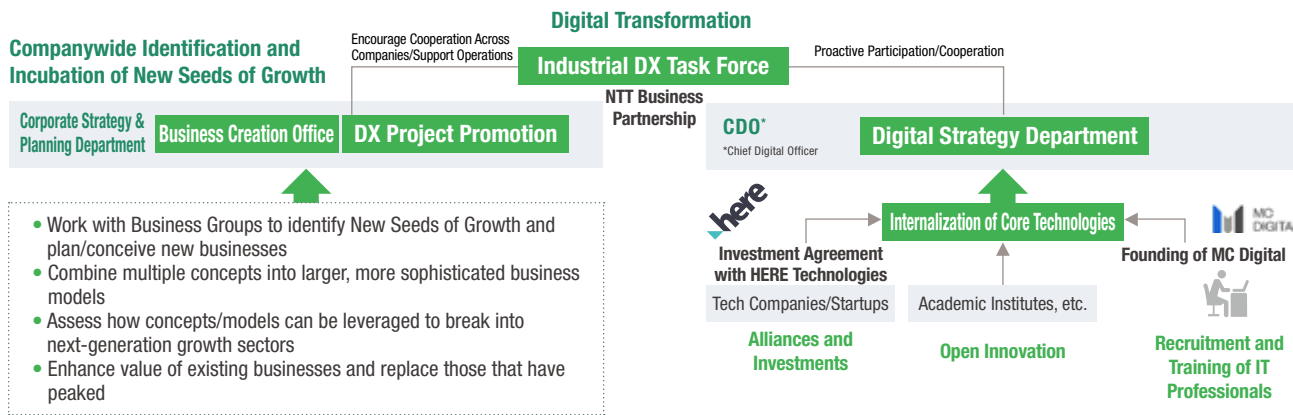 Digital Transformation
Companywide Identification and
Incubation of New Seeds of Growth
Encourage Cooperation Across
Companies/Support Operations
Industrial DX Task Force
Proactive Participation/Cooperation
NTT Business
Partnership
Corporate Strategy &
Planning Department
Business Creation Office
DX Project Promotion
CDO*
*Chief Digital Officer
Digital Strategy Department
• Work with Business Groups to identify New Seeds of Growth and
plan/conceive new businesses
• Combine multiple concepts into larger, more sophisticated business
models
• Assess how concepts/models can be leveraged to break into
next-generation growth sectors
• Enhance value of existing businesses and replace those that have
peaked
here
Internalization of Core Technologies
MC
DIGITA
Investment Agreement
with HERE Technologies
Founding of MC Digital
Tech Companies/Startups
Academic Institutes, etc.
Alliances and
Investments
Open Innovation
Recruitment and
Training of IT
Professionals